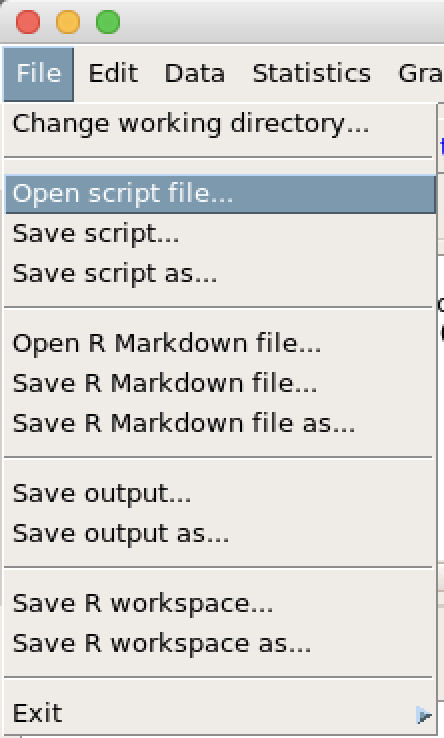 File Edit Data Statistics Gra
Change working directory...
Open script file...
Save script...
Save script as...
Open R Markdown file...
Save R Markdown file...
Save R Markdown file as...
Save output...
Save output as...
Save R workspace...
Save R workspace as...
Exit